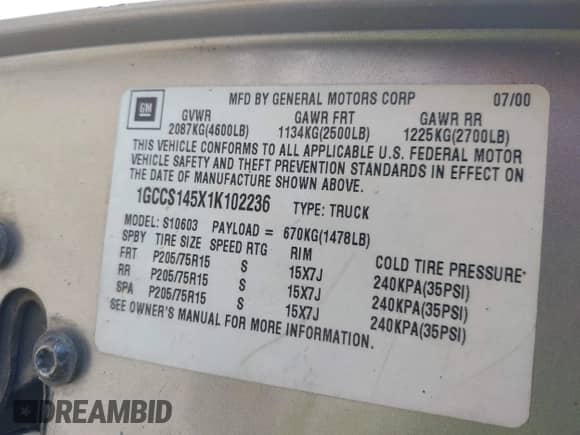 GM
MFD BY GENERAL MOTORS CORP 07/00
GVWR GAWR FRT GAWR RR
2087KG(4600LB) 1134KG(2500LB) 1225KG(2700LB)
THIS VEHICLE CONFORMS TO ALL APPLICABLE U.S. FEDERAL MOTOR
VEHICLE SAFETY AND THEFT PREVENTION STANDARDS IN EFFECT ON
THE DATE OF MANUFACTURE SHOWN ABOVE.
1GCCS145X1K102236 TYPE: TRUCK
MODEL: S10603 PAYLOAD = 670KG(1478LB)
SPBY TIRE SIZE SPEED RTG RIM COLD TIRE PRESSURE
FRT P205/75R15 S 15X7J 240KPA(35PSI)
RR P205/75R15 S 15X7J 240KPA(35PSI)
SPA P205/75R15 S 15X7J 240KPA(35PSI)
SEE OWNER'S MANUAL FOR MORE INFORMATION.
DREAMBID